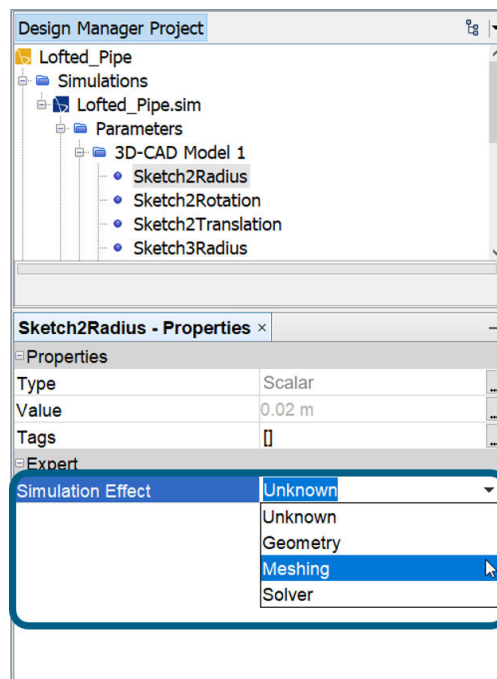 Design Manager Project
Lofted_Pipe
Simulations
Lofted_Pipe.sim
Parameters
3D-CAD Model 1
Sketch2Radius
Sketch2Rotation
Sketch2Translation
Sketch3Radius
Sketch2Radius - Properties ×
Properties
Type Scalar ...
Value 0.02 m ...
Tags [] ...
Expert
Simulation Effect Unknown
Unknown
Geometry
Meshing
Solver